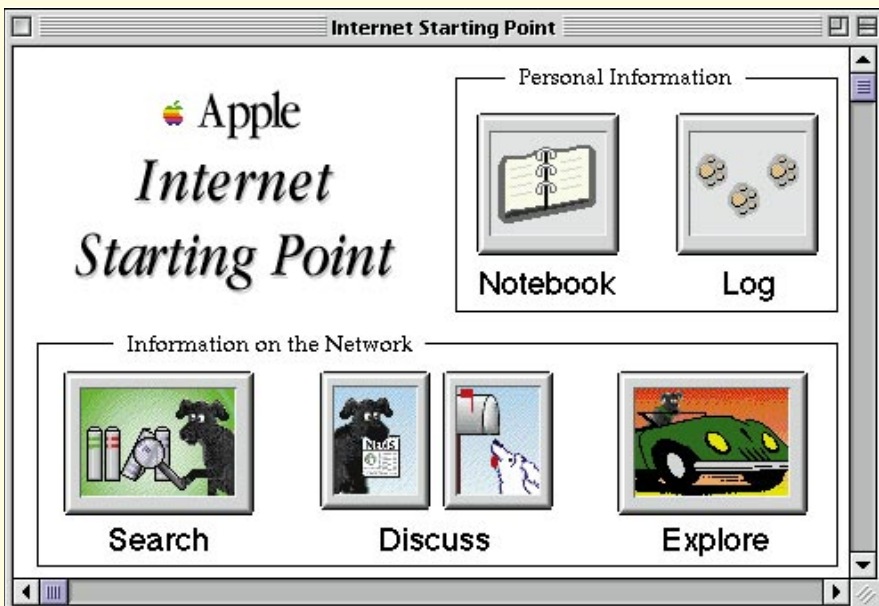 Internet Starting Point
Apple
Internet
Starting Point
Personal Information
Notebook
Log
Information on the Network
Search
Discuss
Explore